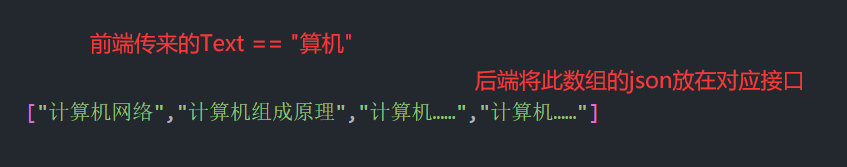 前端传来的Text == "算机"
后端将此数组的json放在对应接口
["计算机网络","计算机组成原理","计算机……","计算机……"]